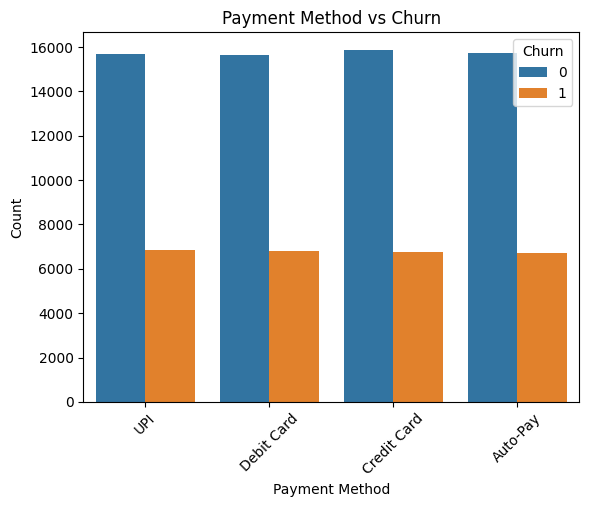 Payment Method vs Churn
Churn
0
1
16000
14000
12000
10000
8000
6000
4000
2000
0
Count
UPI
Debit Card
Credit Card
Auto-Pay
Payment Method